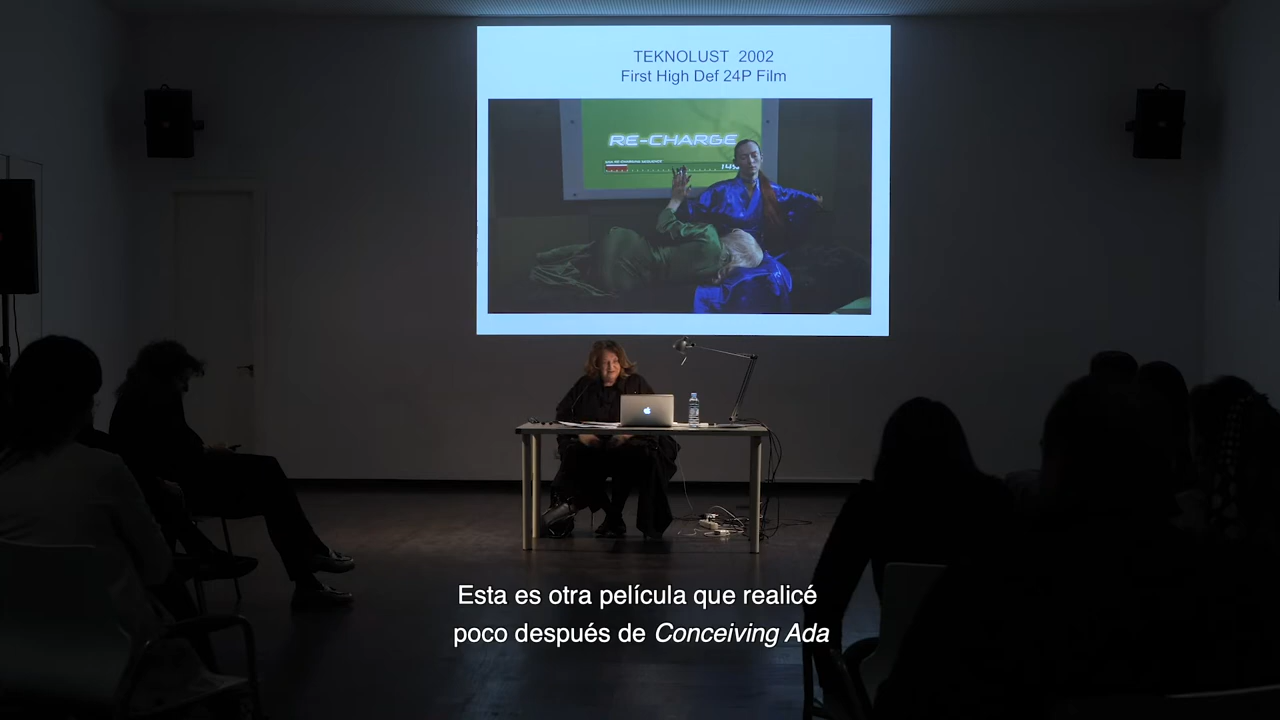 TEKNOLUST 2002
First High Def 24P Film
RE-CHARGE
Esta es otra película que realicé
poco después de Conceiving Ada